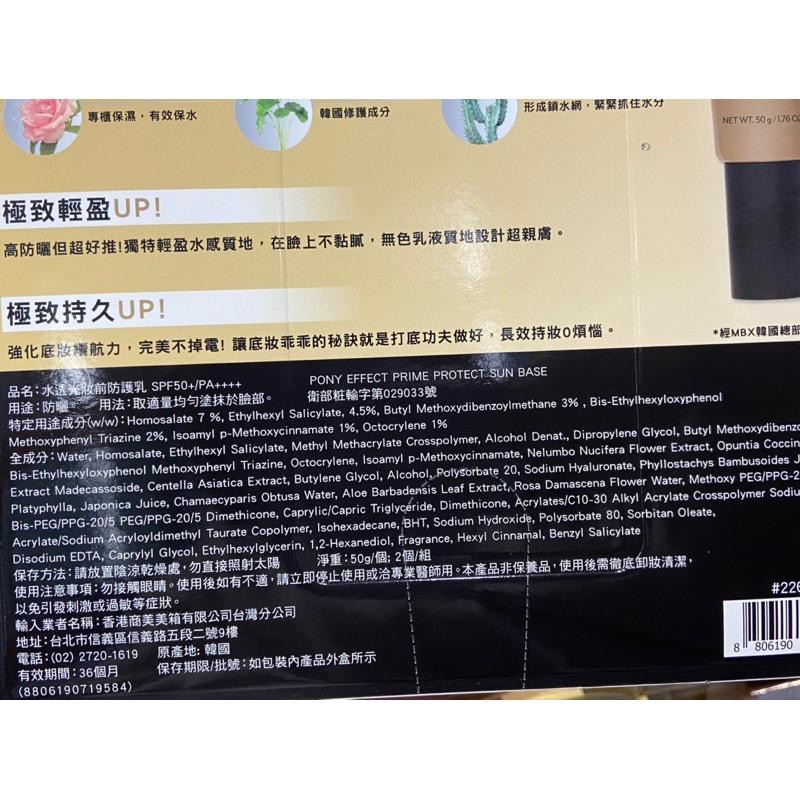 專櫃保濕,有效保水
韓國修護成分
形成鎖水網,緊緊抓住水分
NET WT. 50 g / 1.76 OZ
極致輕盈UP!
高防曬但超好推!獨特輕盈水感質地,在臉上不黏膩,無色乳液質地設計超親膚。
極致持久UP!
強化底妝續航力,完美不掉電! 讓底妝乖乖的秘訣就是打底功夫做好,長效持妝0煩惱。
*經MBX韓國總部
品名:水透光妝前防護乳 SPF50+/PA++++ PONY EFFECT PRIME PROTECT SUN BASE
用途:防曬。 用法:取適量均勻塗抹於臉部。 衛部粧輸字第029033號
特定用途成分(w/w):Homosalate 7 %, Ethylhexyl Salicylate, 4.5%, Butyl Methoxydibenzoylmethane 3% , Bis-Ethylhexyloxyphenol
Methoxyphenyl Triazine 2%, Isoamyl p-Methoxycinnamate 1%, Octocrylene 1%
全成分:Water, Homosalate, Ethylhexyl Salicylate, Methyl Methacrylate Crosspolymer, Alcohol Denat., Dipropylene Glycol, Butyl Methoxydibenzo
Bis-Ethylhexyloxyphenol Methoxyphenyl Triazine, Octocrylene, Isoamyl p-Methoxycinnamate, Nelumbo Nucifera Flower Extract, Opuntia Coccin
Extract Madecassoside, Centella Asiatica Extract, Butylene Glycol, Alcohol, Polysorbate 20, Sodium Hyaluronate, Phyllostachys Bambusoides J
Platyphylla, Japonica Juice, Chamaecyparis Obtusa Water, Aloe Barbadensis Leaf Extract, Rosa Damascena Flower Water, Methoxy PEG/PPG-2
Bis-PEG/PPG-20/5 PEG/PPG-20/5 Dimethicone, Caprylic/Capric Triglyceride, Dimethicone, Acrylates/C10-30 Alkyl Acrylate Crosspolymer Sodiu
Acrylate/Sodium Acryloyldimethyl Taurate Copolymer, Isohexadecane, BHT, Sodium Hydroxide, Polysorbate 80, Sorbitan Oleate,
Disodium EDTA, Caprylyl Glycol, Ethylhexylglycerin, 1,2-Hexanediol, Fragrance, Hexyl Cinnamal, Benzyl Salicylate
保存方法:請放置陰涼乾燥處,勿直接照射太陽 淨重:50g/個; 2個/組
使用注意事項:勿接觸眼睛。使用後如有不適,請立即停止使用或洽專業醫師用。本產品非保養品,使用後需徹底卸妝清潔,
以免引發刺激或過敏等症狀。
輸入業者名稱:香港商美美箱有限公司台灣分公司
地址:台北市信義區信義路五段二號9樓
電話:(02) 2720-1619 原產地: 韓國
有效期間:36個月 保存期限/批號:如包裝內產品外盒所示
(8806190719584)
#226
8 806190